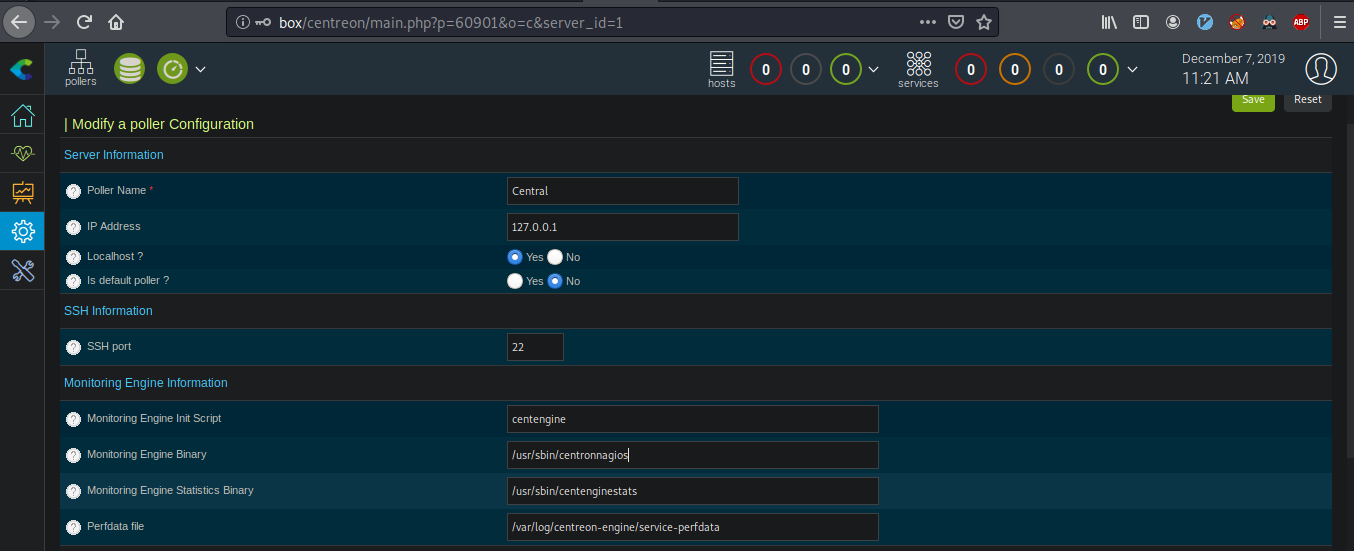 box/centreon/main.php?p=60901&o=c&server_id=1
ABP
pollers
hosts
0 0 0
services
0 0 0 0
December 7, 2019
11:21 AM
| Modify a poller Configuration
Save Reset
Server Information
? Poller Name * Central
? IP Address 127.0.0.1
? Localhost ? Yes No
? Is default poller ? Yes No
SSH Information
? SSH port 22
Monitoring Engine Information
? Monitoring Engine Init Script centengine
? Monitoring Engine Binary /usr/sbin/centronnagios
? Monitoring Engine Statistics Binary /usr/sbin/centenginestats
? Perfdata file /var/log/centreon-engine/service-perfdata